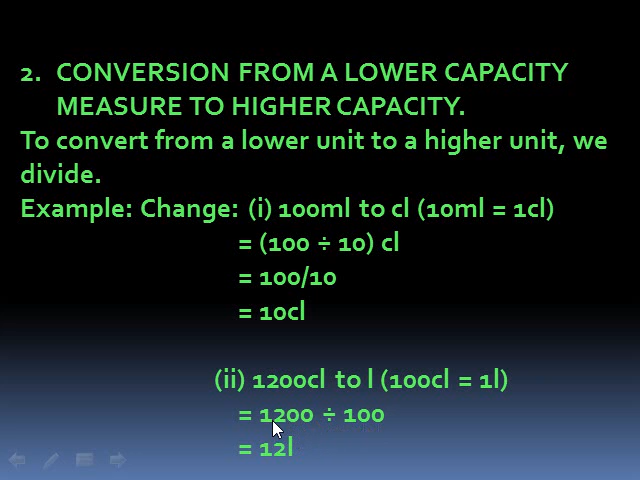 2. CONVERSION FROM A LOWER CAPACITY
MEASURE TO HIGHER CAPACITY.
To convert from a lower unit to a higher unit, we
divide.
Example: Change: (i) 100ml to cl (10ml = 1cl)
= (100 ÷ 10) cl
= 100/10
= 10cl
(ii) 1200cl to l (100cl = 1l)
= 1200 ÷ 100
= 12l